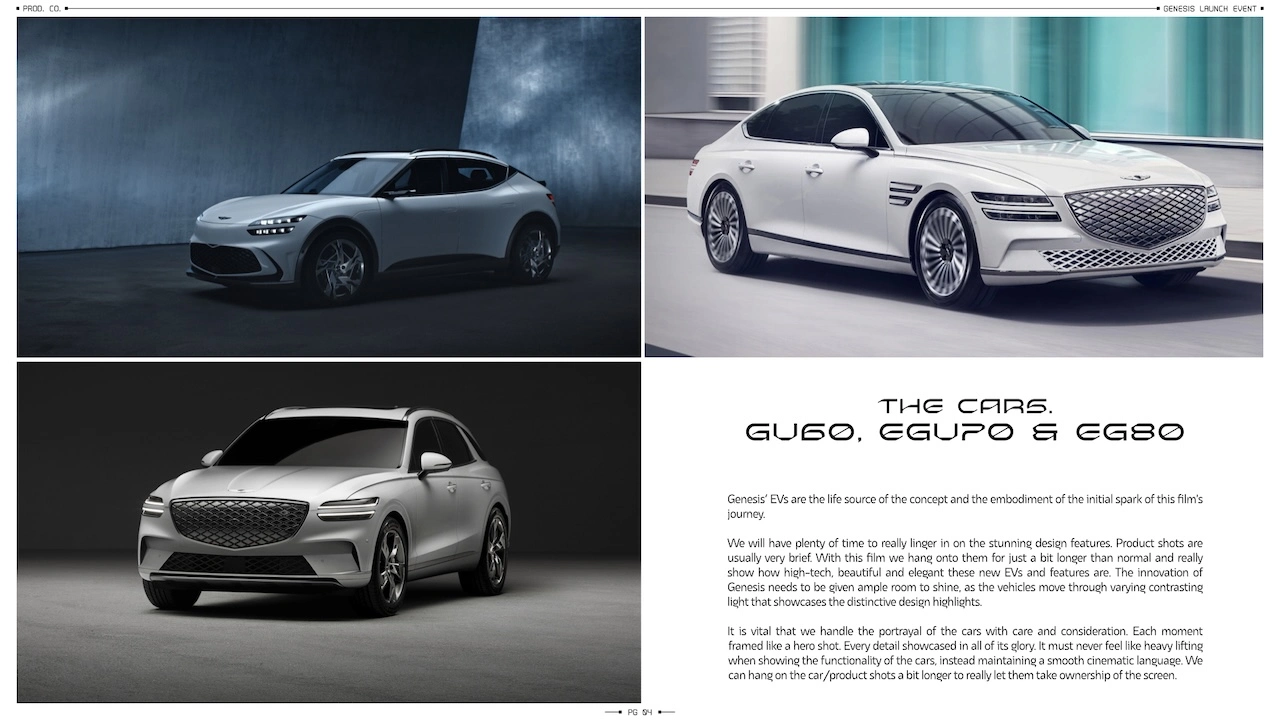 PROD. CO.
GENESIS LAUNCH EVENT
THE CARS.
GV60, EGV70 & EG80
Genesis' EVs are the life source of the concept and the embodiment of the initial spark of this film's
journey.
We will have plenty of time to really linger in on the stunning design features. Product shots are
usually very brief. With this film we hang onto them for just a bit longer than normal and really
show how high-tech, beautiful and elegant these new EVs and features are. The innovation of
Genesis needs to be given ample room to shine, as the vehicles move through varying contrasting
light that showcases the distinctive design highlights.
It is vital that we handle the portrayal of the cars with care and consideration. Each moment
framed like a hero shot. Every detail showcased in all of its glory. It must never feel like heavy lifting
when showing the functionality of the cars, instead maintaining a smooth cinematic language. We
can hang on the car/product shots a bit longer to really let them take ownership of the screen.
PG 04